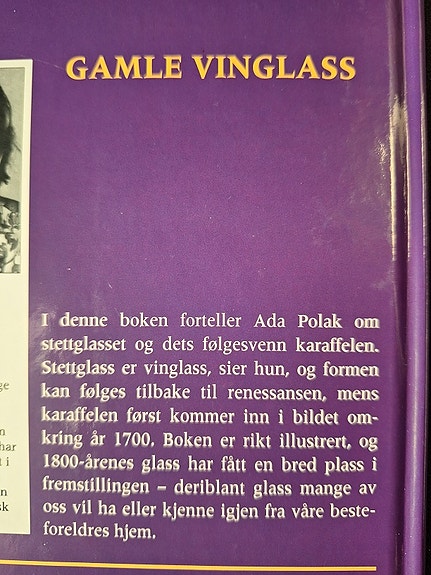 GAMLE VINGLASS
I denne boken forteller Ada Polak om
stettglasset og dets følgesvenn karaffelen.
Stettglass er vinglass, sier hun, og formen
kan følges tilbake til renessansen, mens
karaffelen først kommer inn i bildet om-
kring år 1700. Boken er rikt illustrert, og
1800-årenes glass har fått en bred plass i
fremstillingen – deriblant glass mange av
oss vil ha eller kjenne igjen fra våre beste-
foreldres hjem.